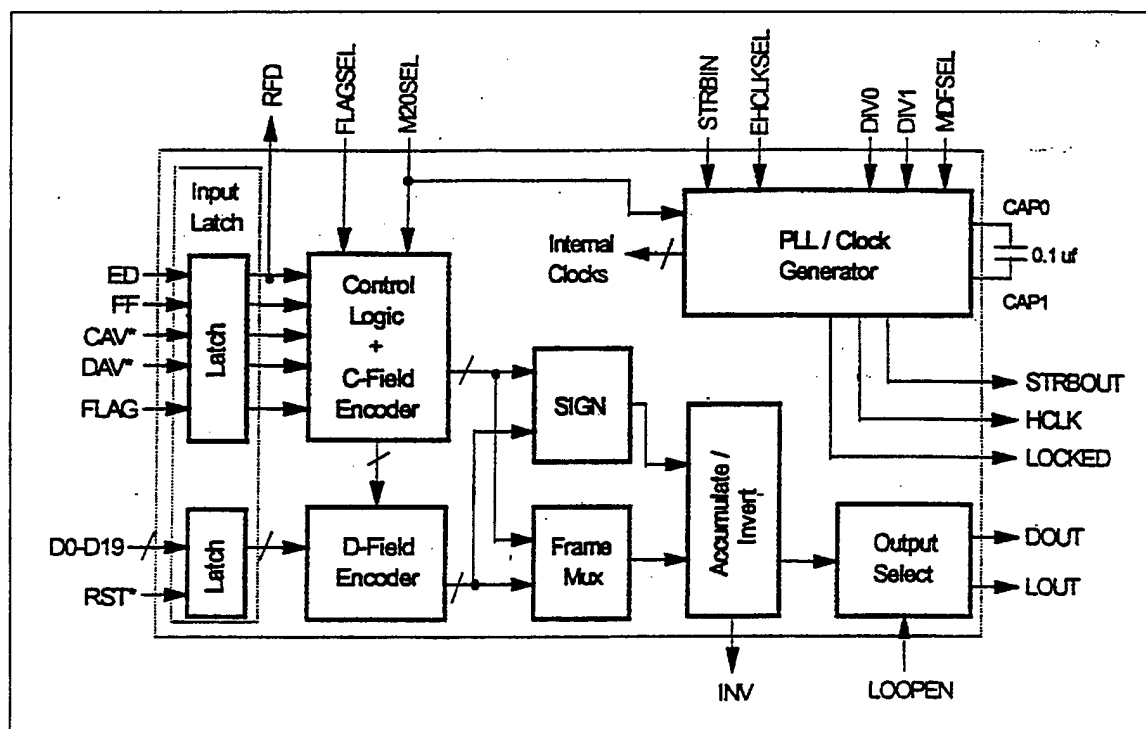 RFD
FLAGSEL
M20SEL
STRBIN
EHCLKSEL
DIV0
DIV1
MDFSEL
Input
Latch
ED
FF
CAV*
DAV*
FLAG
Latch
Control
Logic
+
C-Field
Encoder
Internal
Clocks
PLL / Clock
Generator
CAP0
0.1 uf
CAP1
SIGN
STRBOUT
HCLK
LOCKED
D0-D19
RST*
Latch
D-Field
Encoder
Frame
Mux
Accumulate /
Invert
Output
Select
DOUT
LOUT
INV
LOOPEN